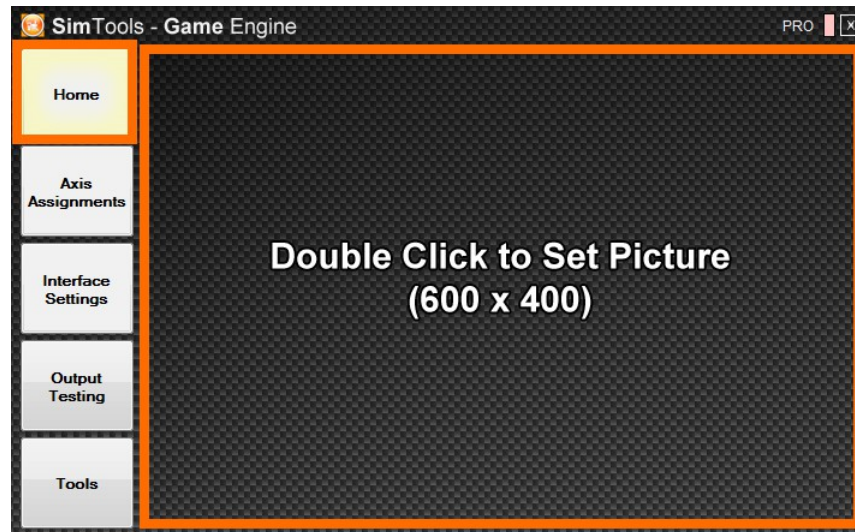 SimTools - Game Engine
PRO
X
Home
Axis
Assignments
Interface
Settings
Output
Testing
Tools
Double Click to Set Picture
(600 x 400)